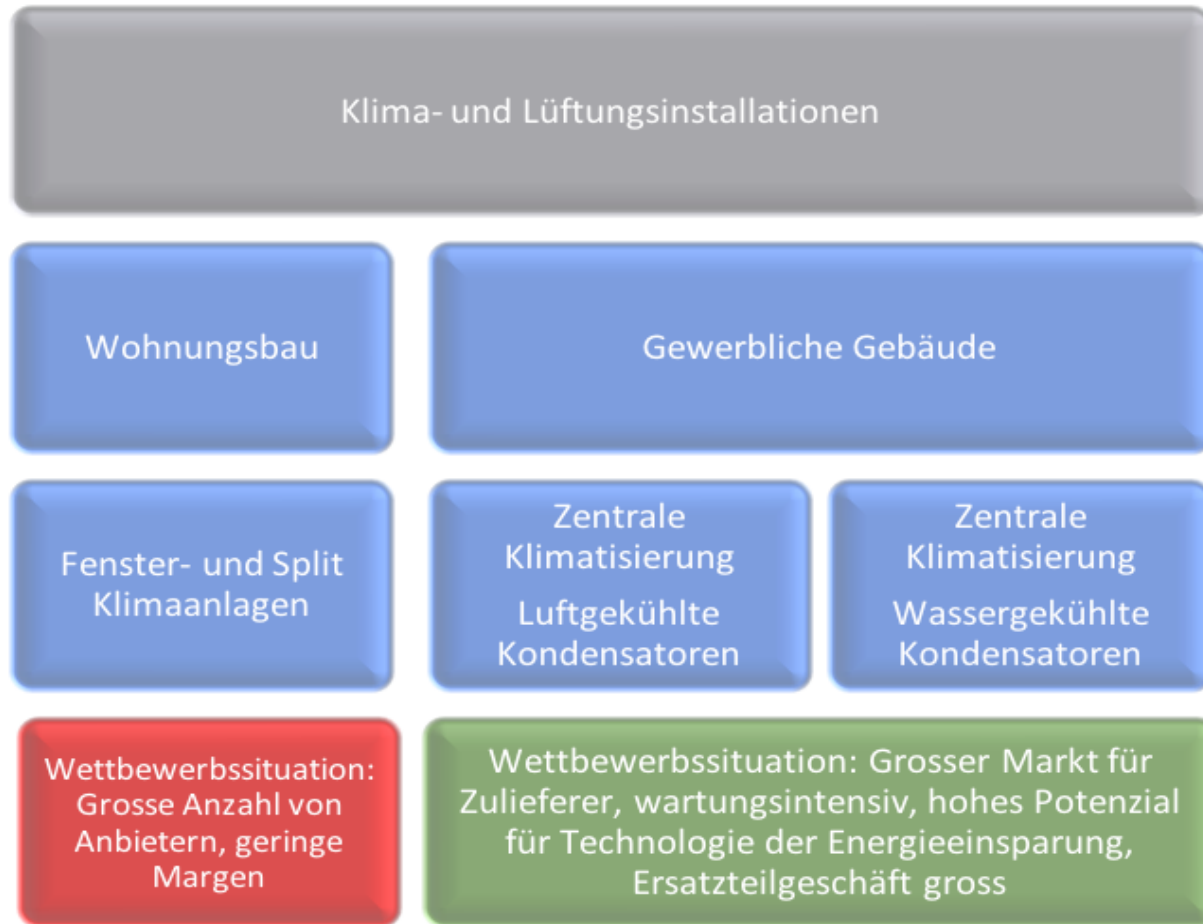 Klima- und Lüftungsinstallationen
Wohnungsbau
Gewerbliche Gebäude
Fenster- und Split
Klimaanlagen
Zentrale
Klimatisierung
Luftgekühlte
Kondensatoren
Zentrale
Klimatisierung
Wassergekühlte
Kondensatoren
Wettbewerbssituation:
Grosse Anzahl von
Anbietern, geringe
Margen
Wettbewerbssituation: Grosser Markt für
Zulieferer, wartungsintensiv, hohes Potenzial
für Technologie der Energieeinsparung,
Ersatzteilgeschäft gross